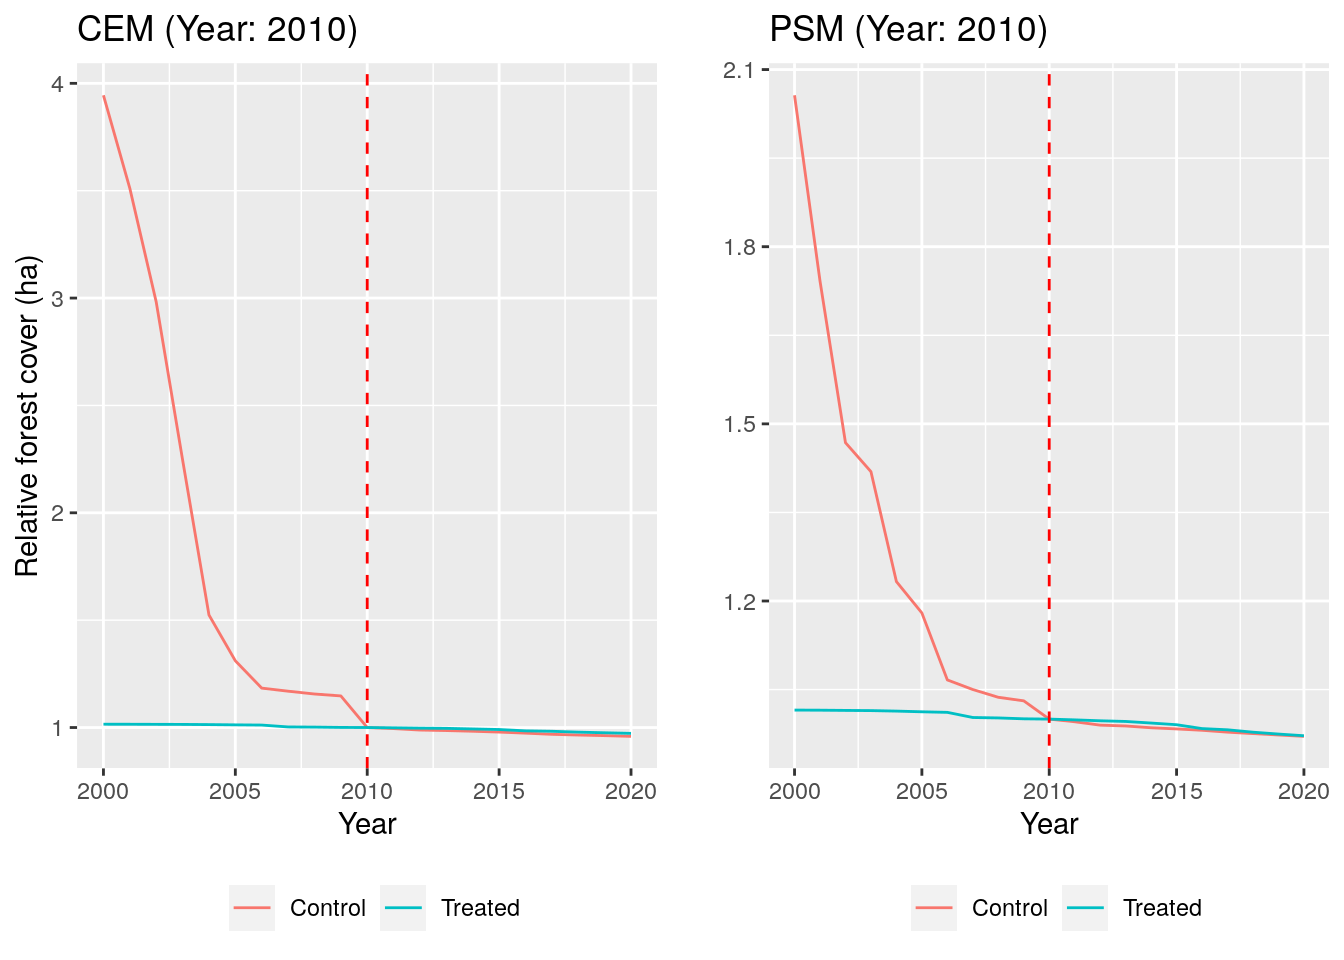 CEM (Year: 2010)
4
3
2
1
Relative forest cover (ha)
2000 2005 2010 2015 2020
Year
Control Treated
PSM (Year: 2010)
2.1
1.8
1.5
1.2
2000 2005 2010 2015 2020
Year
Control Treated